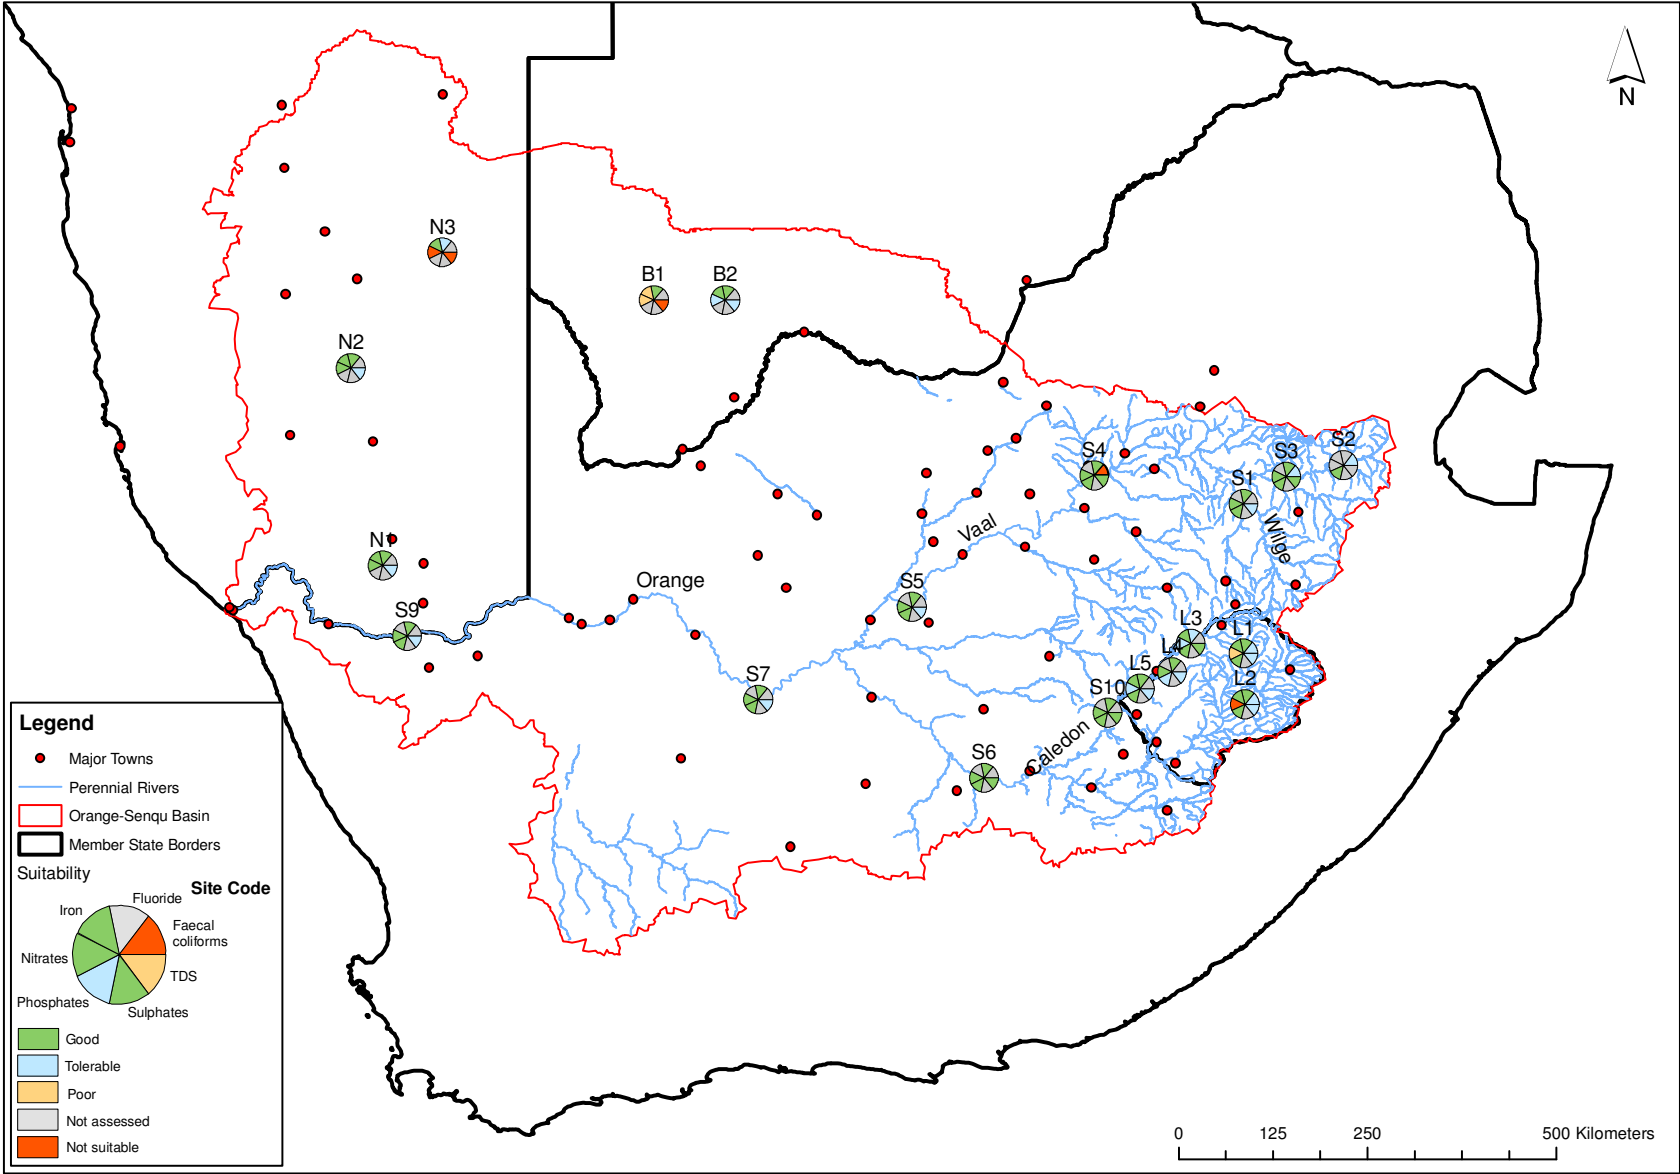 N
N3
B1
B2
N2
S4
S3
S2
S1
Vaal
Wilge
N1
Orange
S5
S9
L3
L1
L4
L5
L2
S7
S10
Caledon
S6
Legend
Major Towns
Perennial Rivers
Orange-Senqu Basin
Member State Borders
Suitability
Site Code
Fluoride
Iron
Faecal
coliforms
Nitrates
TDS
Phosphates
Sulphates
Good
Tolerable
Poor
Not assessed
Not suitable
0 125 250 500 Kilometers